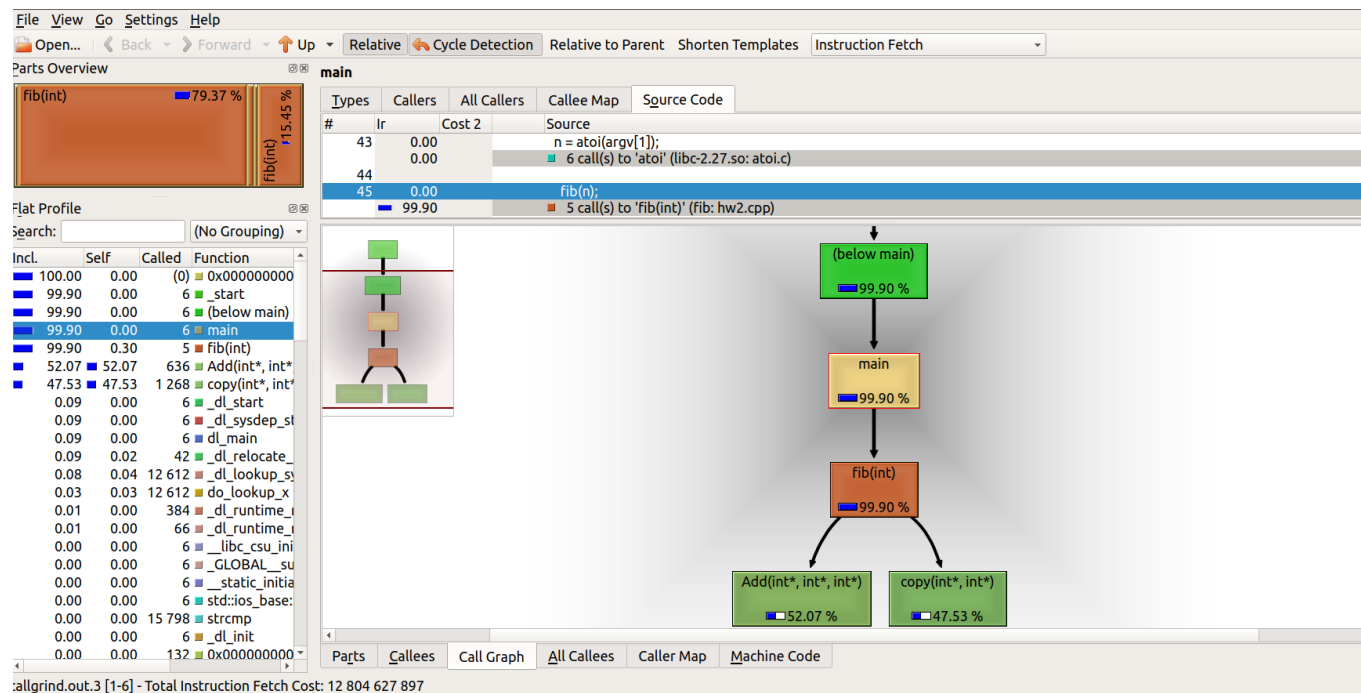 File View Go Settings Help
Open... Back Forward Up Relative Cycle Detection Relative to Parent Shorten Templates Instruction Fetch
Parts Overview
fib(int) 79.37 %
fib(int) 15.45 %
Flat Profile
Search: (No Grouping)
Incl. Self Called Function
100.00 0.00 (0) 0x000000000
99.90 0.00 6 _start
99.90 0.00 6 (below main)
99.90 0.00 6 main
99.90 0.30 5 fib(int)
52.07 52.07 636 Add(int*, int*
47.53 47.53 1 268 copy(int*, int*
0.09 0.00 6 _dl_start
0.09 0.00 6 _dl_sysdep_st
0.09 0.00 6 dl_main
0.09 0.02 42 _dl_relocate_
0.08 0.04 12 612 _dl_lookup_sy
0.03 0.03 12 612 do_lookup_x
0.01 0.00 384 _dl_runtime_r
0.01 0.00 66 _dl_runtime_r
0.00 0.00 6 __libc_csu_ini
0.00 0.00 6 _GLOBAL__su
0.00 0.00 6 __static_initia
0.00 0.00 6 std::ios_base:
0.00 0.00 15 798 strcmp
0.00 0.00 6 _dl_init
0.00 0.00 132 0x000000000
main
Types Callers All Callers Callee Map Source Code
# Ir Cost 2 Source
43 0.00 n = atoi(argv[1]);
0.00 6 call(s) to 'atoi' (libc-2.27.so: atoi.c)
44
45 0.00 fib(n);
99.90 5 call(s) to 'fib(int)' (fib: hw2.cpp)
(below main)
99.90 %
main
99.90 %
fib(int)
99.90 %
Add(int*, int*, int*)
52.07 %
copy(int*, int*)
47.53 %
Parts Callees Call Graph All Callees Caller Map Machine Code
callgrind.out.3 [1-6] - Total Instruction Fetch Cost: 12 804 627 897